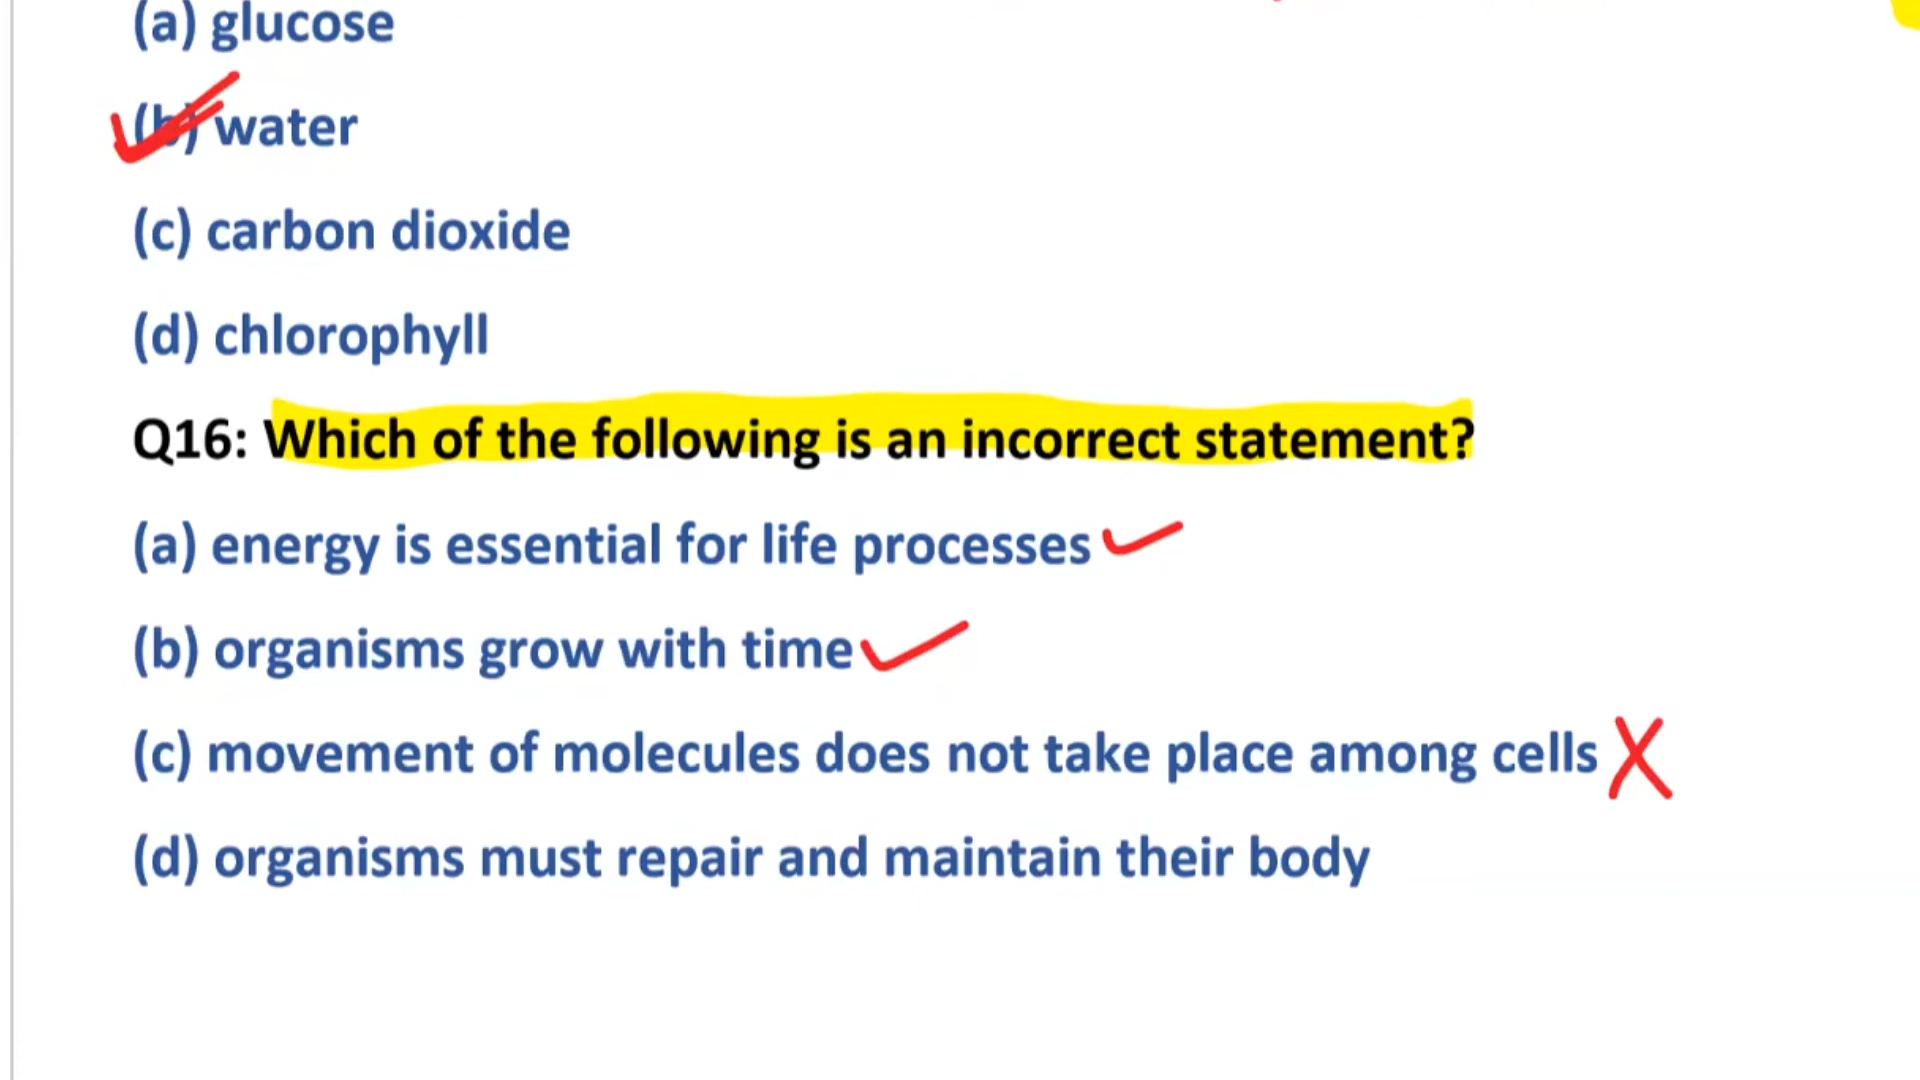 (a) glucose
(b) water
(c) carbon dioxide
(d) chlorophyll
Q16: Which of the following is an incorrect statement?
(a) energy is essential for life processes
(b) organisms grow with time
(c) movement of molecules does not take place among cells
(d) organisms must repair and maintain their body